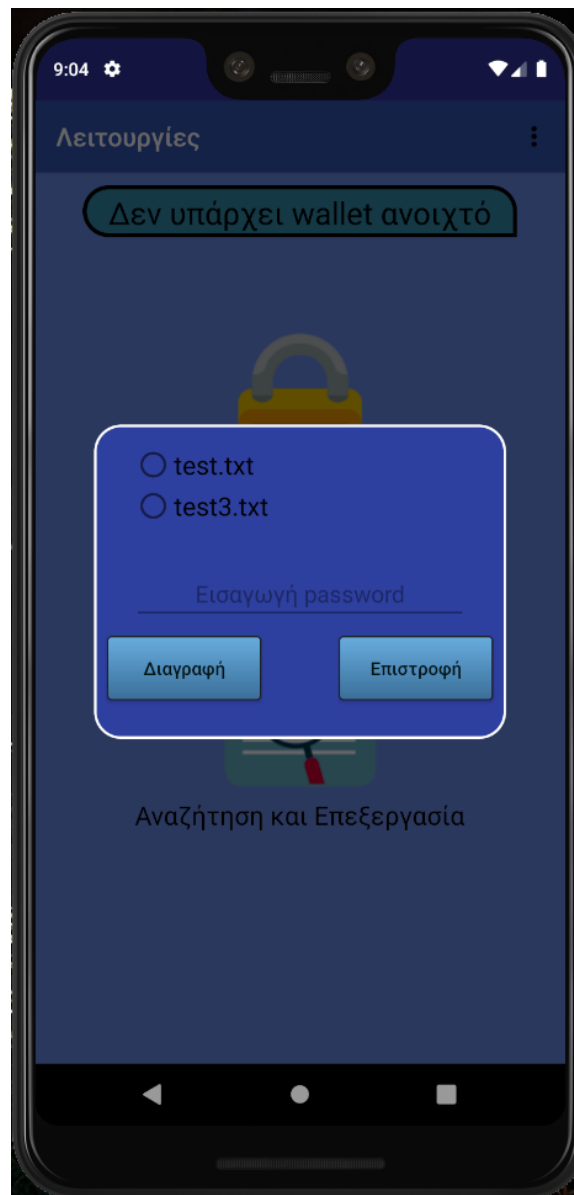 9:04
Λειτουργίες
Δεν υπάρχει wallet ανοιχτό
test.txt
test3.txt
Εισαγωγή password
Διαγραφή
Επιστροφή
Αναζήτηση και Επεξεργασία